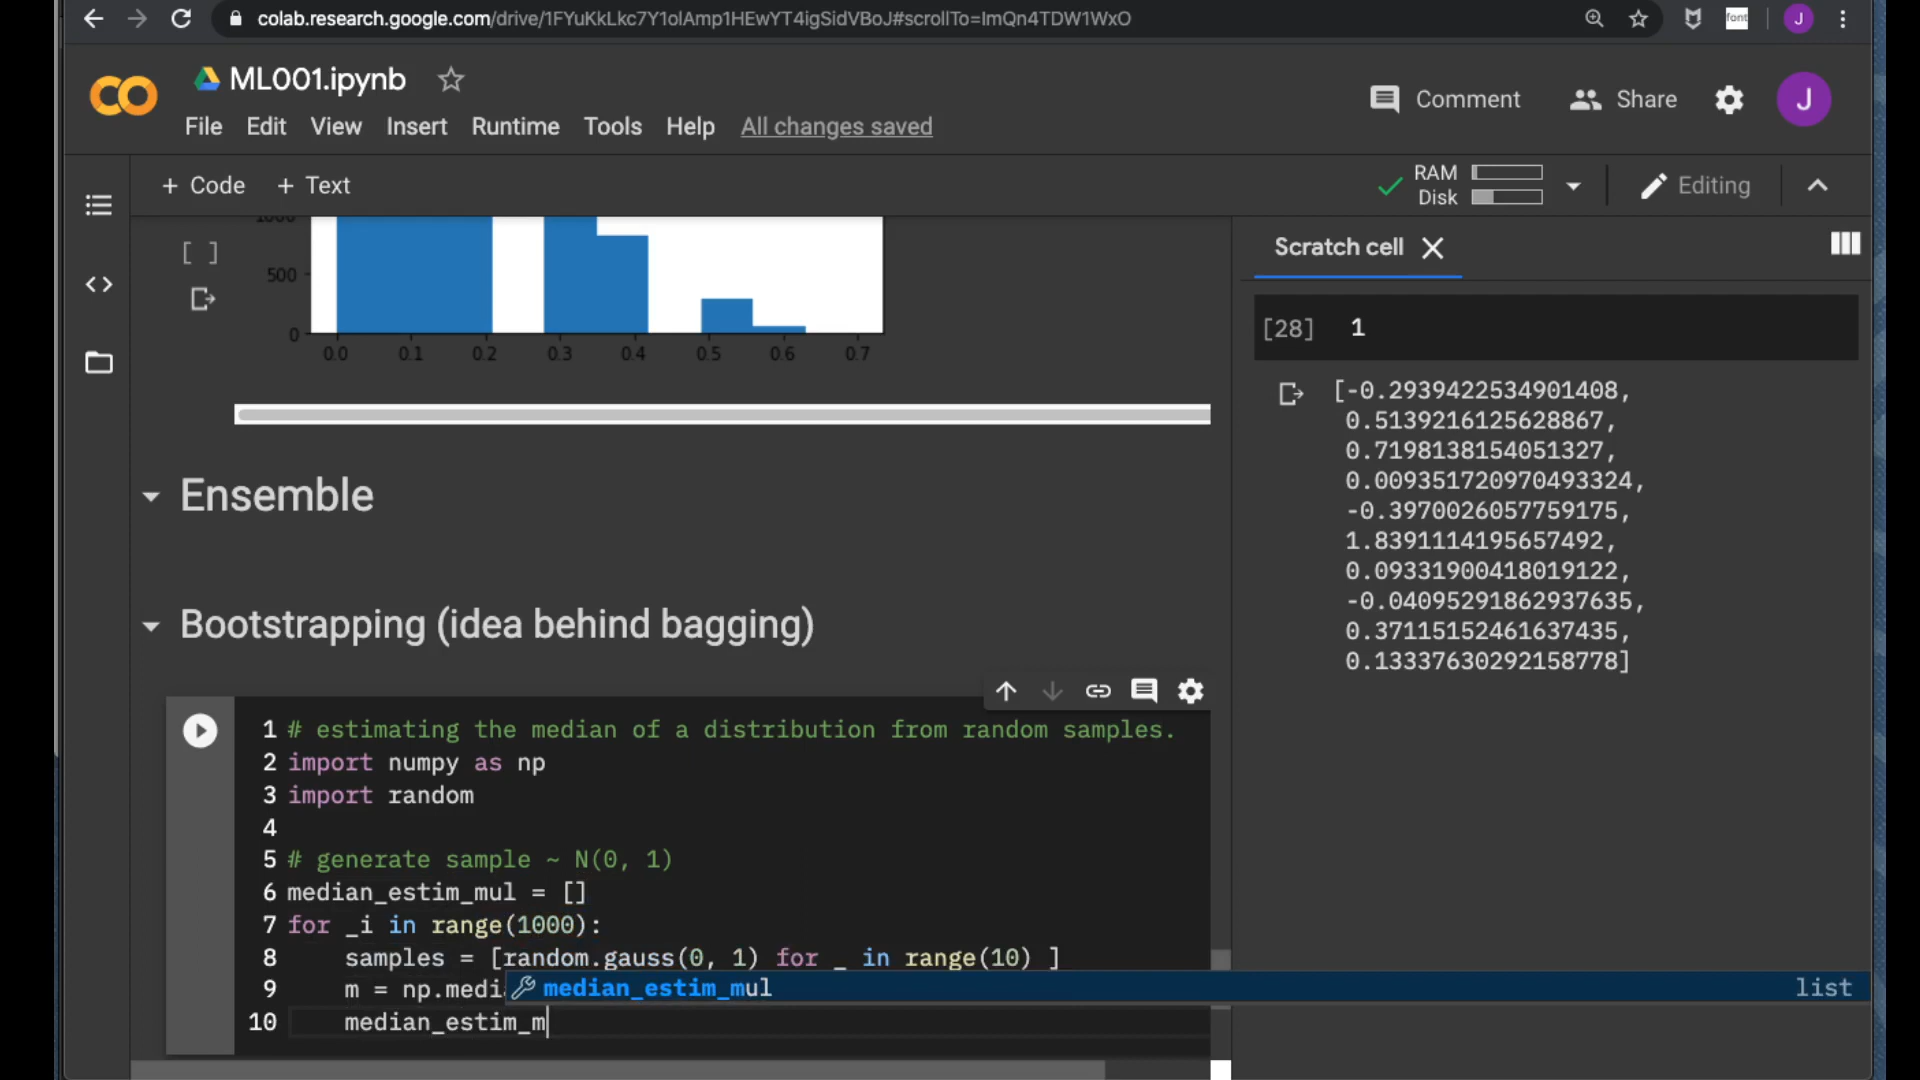 colab.research.google.com/drive/1FYuKkLkc7Y1olAmp1HEwYT4igSidVBoJ#scrollTo=ImQn4TDW1WxO
font
J
CO
ML001.ipynb
Comment
Share
J
File Edit View Insert Runtime Tools Help All changes saved
+ Code + Text
RAM
Disk
Editing
1000
500
0
0.0 0.1 0.2 0.3 0.4 0.5 0.6 0.7
[ ]
Ensemble
Bootstrapping (idea behind bagging)
1 # estimating the median of a distribution from random samples.
2 import numpy as np
3 import random
4
5 # generate sample ~ N(0, 1)
6 median_estim_mul = []
7 for _i in range(1000):
8 samples = [random.gauss(0, 1) for _ in range(10) ]
9 m = np.medi
median_estim_mul list
10 median_estim_m
Scratch cell
[28] 1
[-0.2939422534901408,
0.5139216125628867,
0.7198138154051327,
0.009351720970493324,
-0.3970026057759175,
1.8391114195657492,
0.09331900418019122,
-0.04095291862937635,
0.37115152461637435,
0.13337630292158778]